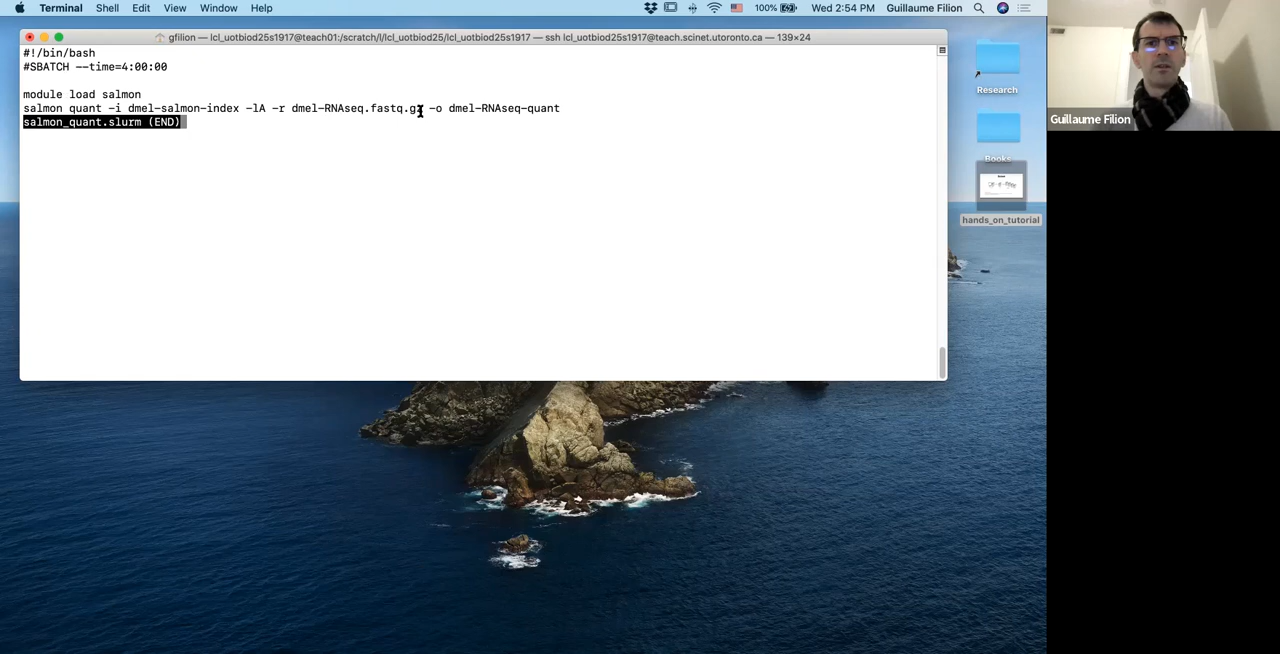 Terminal Shell Edit View Window Help 100% Wed 2:54 PM Guillaume Filion
gfilion — lcl_uotbiod25s1917@teach01:/scratch/l/lcl_uotbiod25/lcl_uotbiod25s1917 — ssh lcl_uotbiod25s1917@teach.scinet.utoronto.ca — 139×24
#!/bin/bash
#SBATCH --time=4:00:00
module load salmon
salmon quant -i dmel-salmon-index -lA -r dmel-RNAseq.fastq.gz -o dmel-RNAseq-quant
salmon_quant.slurm (END)
Research
Books
hands_on_tutorial
Guillaume Filion